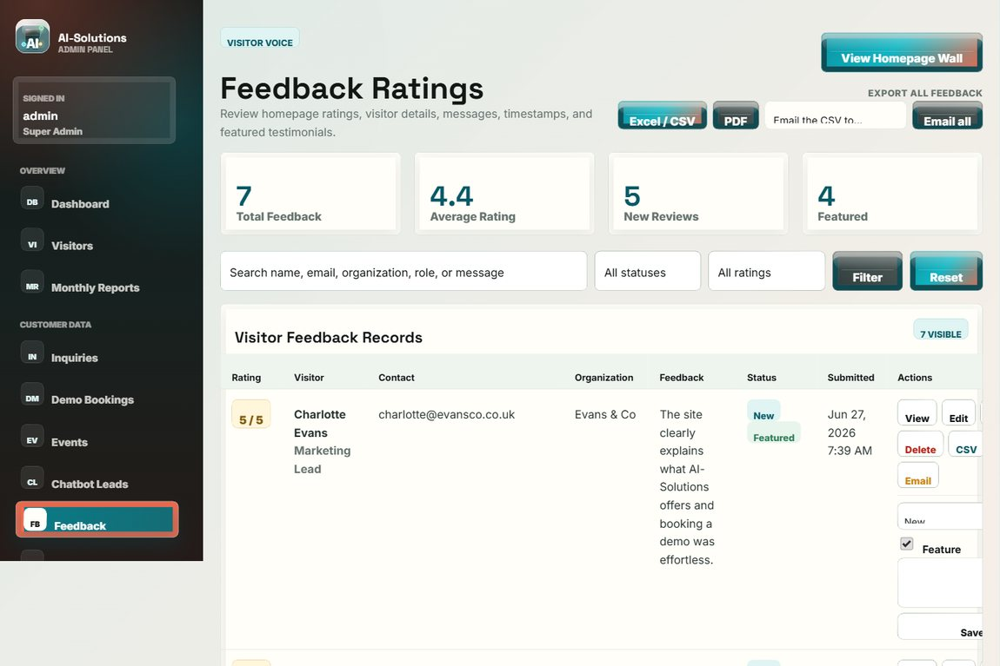 AI
AI-Solutions
ADMIN PANEL
SIGNED IN
admin
Super Admin
OVERVIEW
DB Dashboard
VI Visitors
MR Monthly Reports
CUSTOMER DATA
IN Inquiries
DM Demo Bookings
EV Events
CL Chatbot Leads
FB Feedback
VISITOR VOICE
Feedback Ratings
Review homepage ratings, visitor details, messages, timestamps, and
featured testimonials.
View Homepage Wall
EXPORT ALL FEEDBACK
Excel / CSV PDF Email the CSV to... Email all
7
Total Feedback
4.4
Average Rating
5
New Reviews
4
Featured
Search name, email, organization, role, or message All statuses All ratings Filter Reset
Visitor Feedback Records
7 VISIBLE
Rating Visitor Contact Organization Feedback Status Submitted Actions
5 / 5
Charlotte
Evans
Marketing
Lead
charlotte@evansco.co.uk
Evans & Co
The site
clearly
explains
what AI-
Solutions
offers and
booking a
demo was
effortless.
New
Featured
Jun 27,
2026
7:39 AM
View Edit
Delete CSV
Email
New
Feature
Save